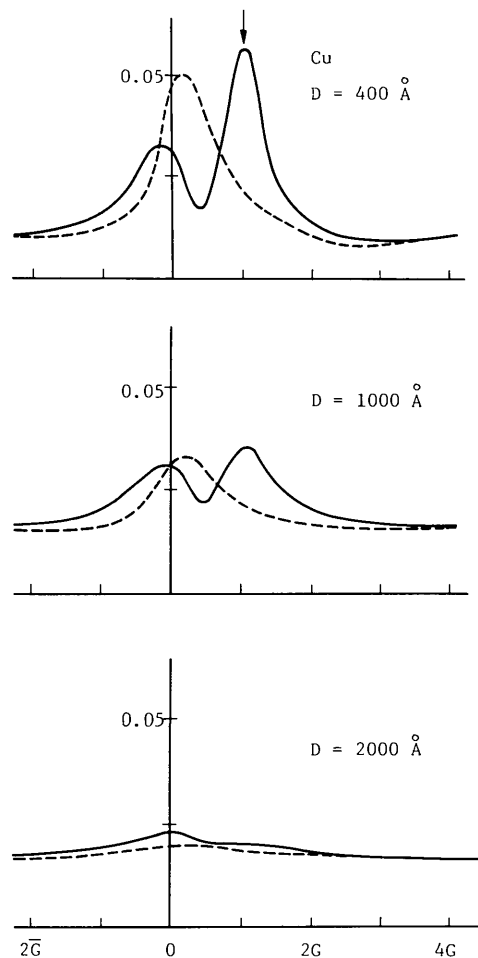 Cu
D = 400 Å
0.05
0.05
D = 1000 Å
0.05
D = 2000 Å
2G̅ 0 2G 4G